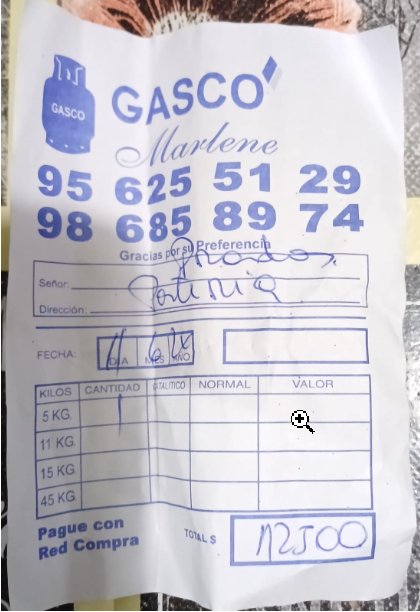 GASCO
GASCO
Marlene
95 625 51 29
98 685 89 74
Gracias por su Preferencia
Señor:
Dirección:
FECHA: DIA MES AÑO
11 6
KILOS CANTIDAD CATALITICO NORMAL VALOR
5 KG. 1
11 KG.
15 KG.
45 KG.
Pague con
Red Compra
TOTAL $ 12500